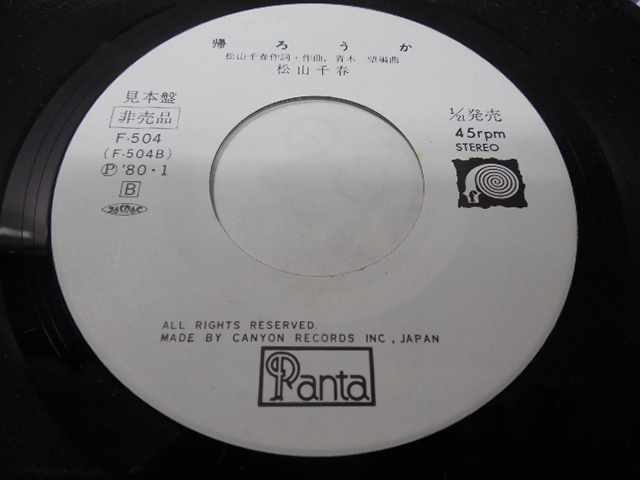 帰ろうか
松山千春作詞・作曲, 青木 望編曲
松山千春
見本盤
非売品
F-504
(F-504B)
Ⓟ '80・1
B
1/21発売
45rpm
STEREO
ALL RIGHTS RESERVED.
MADE BY CANYON RECORDS INC., JAPAN
Panta